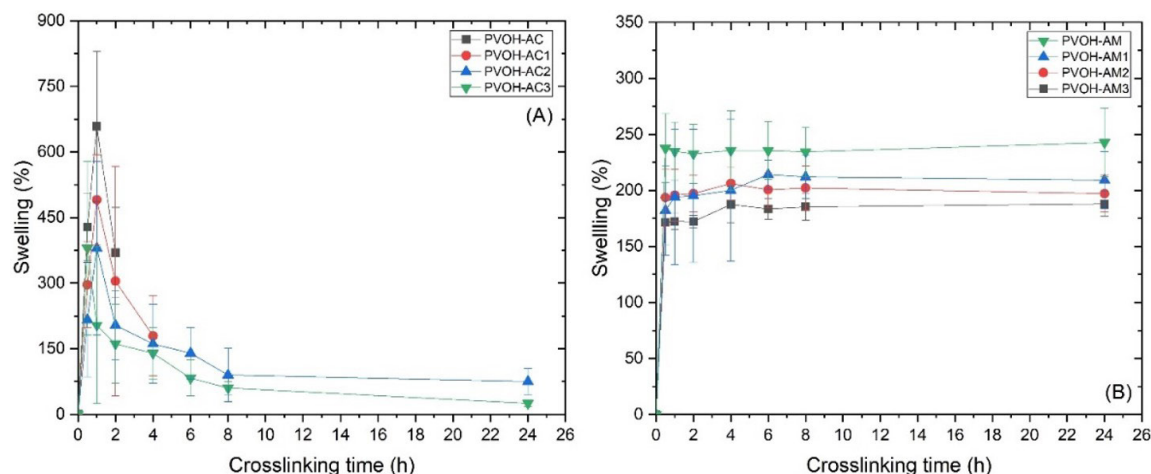 900
750
600
450
300
150
0
Swelling (%)
PVOH-AC
PVOH-AC1
PVOH-AC2
PVOH-AC3
(A)
0 2 4 6 8 10 12 14 16 18 20 22 24 26
Crosslinking time (h)
350
300
250
200
150
100
50
0
Swellling (%)
PVOH-AM
PVOH-AM1
PVOH-AM2
PVOH-AM3
(B)
0 2 4 6 8 10 12 14 16 18 20 22 24 26
Crosslinking time (h)